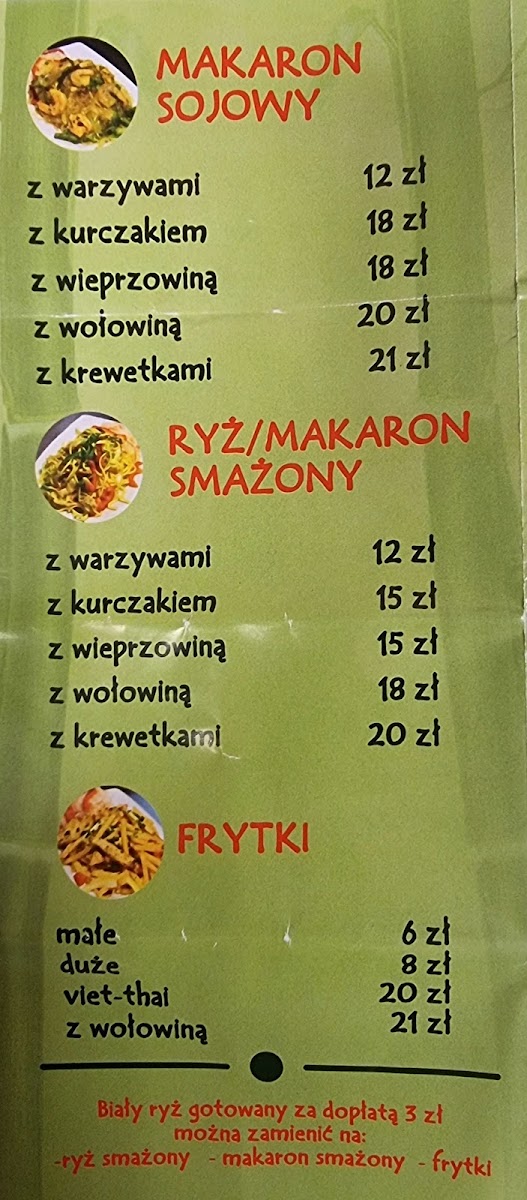 MAKARON
SOJOWY
z warzywami 12 zł
z kurczakiem 18 zł
z wieprzowiną 18 zł
z wołowiną 20 zł
z krewetkami 21 zł
RYŻ/MAKARON
SMAŻONY
z warzywami 12 zł
z kurczakiem 15 zł
z wieprzowiną 15 zł
z wołowiną 18 zł
z krewetkami 20 zł
FRYTKI
małe 6 zł
duże 8 zł
viet-thai 20 zł
z wołowiną 21 zł
Biały ryż gotowany za dopłatą 3 zł
można zamienić na:
-ryż smażony - makaron smażony - frytki